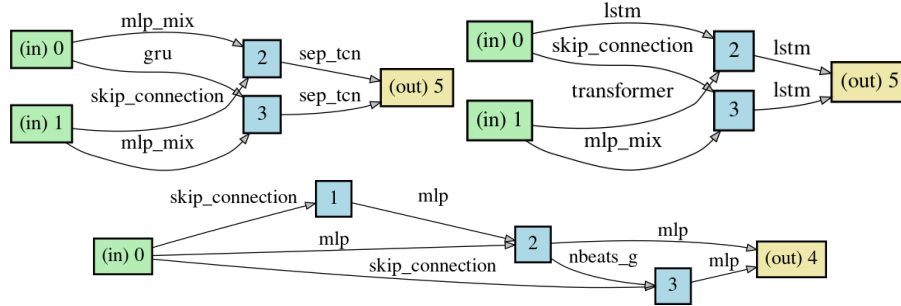 mlp_mix
(in) 0
gru
2
sep_tcn
(out) 5
skip_connection
sep_tcn
(in) 1
3
mlp_mix
lstm
(in) 0
skip_connection
2
lstm
(out) 5
transformer
lstm
(in) 1
3
mlp_mix
skip_connection
1
mlp
(in) 0
mlp
2
mlp
(out) 4
skip_connection
nbeats_g
3
mlp